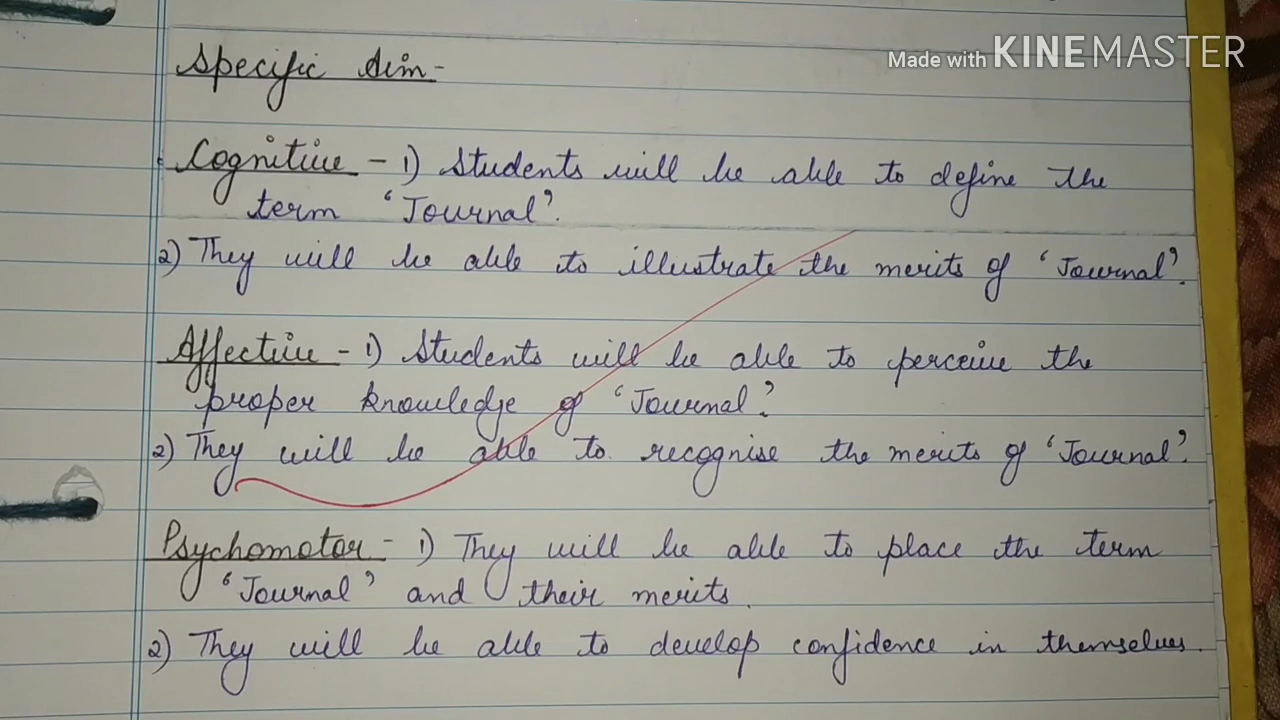 Made with KINEMASTER
Specific Aim-
Cognitive - 1) Students will be able to define the
term 'Journal'.
2) They will be able to illustrate the merits of 'Journal'.
Affective - 1) Students will be able to perceive the
proper knowledge of 'Journal'.
2) They will be able to recognise the merits of 'Journal'.
Psychomotor - 1) They will be able to place the term
'Journal' and their merits.
2) They will be able to develop confidence in themselves.